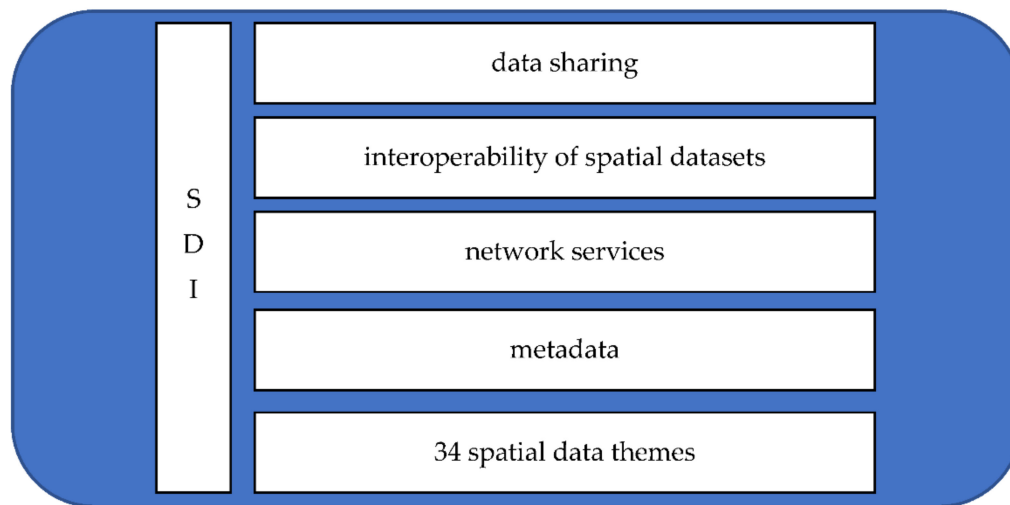 S
D
I
data sharing
interoperability of spatial datasets
network services
metadata
34 spatial data themes